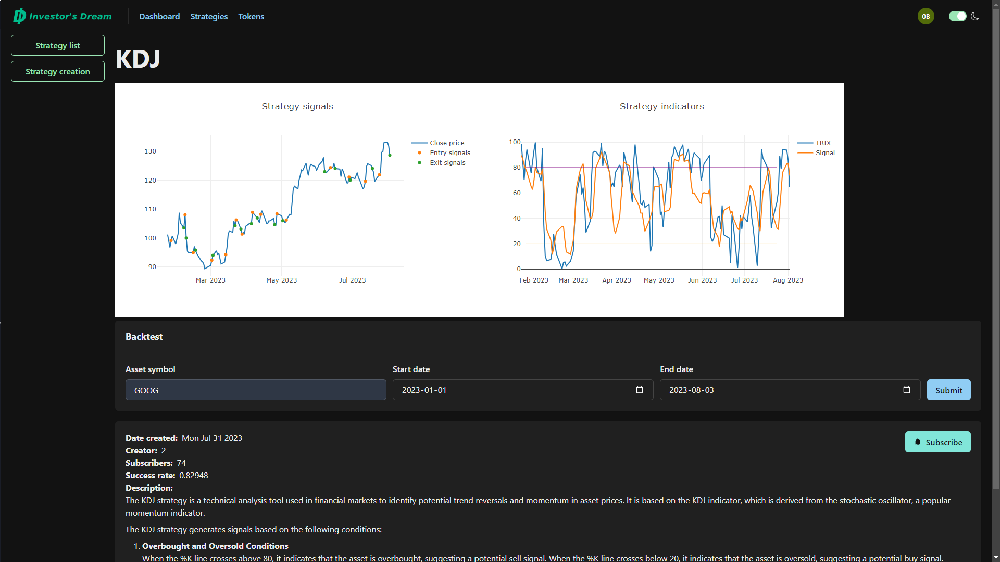 Investor's Dream
Dashboard Strategies Tokens
OB
Strategy list
Strategy creation
KDJ
Strategy signals
130
120
110
100
90
Mar 2023 May 2023 Jul 2023
Close price
Entry signals
Exit signals
Strategy indicators
100
80
60
40
20
0
Feb 2023 Mar 2023 Apr 2023 May 2023 Jun 2023 Jul 2023 Aug 2023
TRIX
Signal
Backtest
Asset symbol Start date End date
GOOG 2023-01-01 2023-08-03 Submit
Date created: Mon Jul 31 2023
Subscribe
Creator: 2
Subscribers: 74
Success rate: 0.82948
Description:
The KDJ strategy is a technical analysis tool used in financial markets to identify potential trend reversals and momentum in asset prices. It is based on the KDJ indicator, which is derived from the stochastic oscillator, a popular
momentum indicator.
The KDJ strategy generates signals based on the following conditions:
1. Overbought and Oversold Conditions
When the %K line crosses above 80, it indicates that the asset is overbought, suggesting a potential sell signal. When the %K line crosses below 20, it indicates that the asset is oversold, suggesting a potential buy signal.